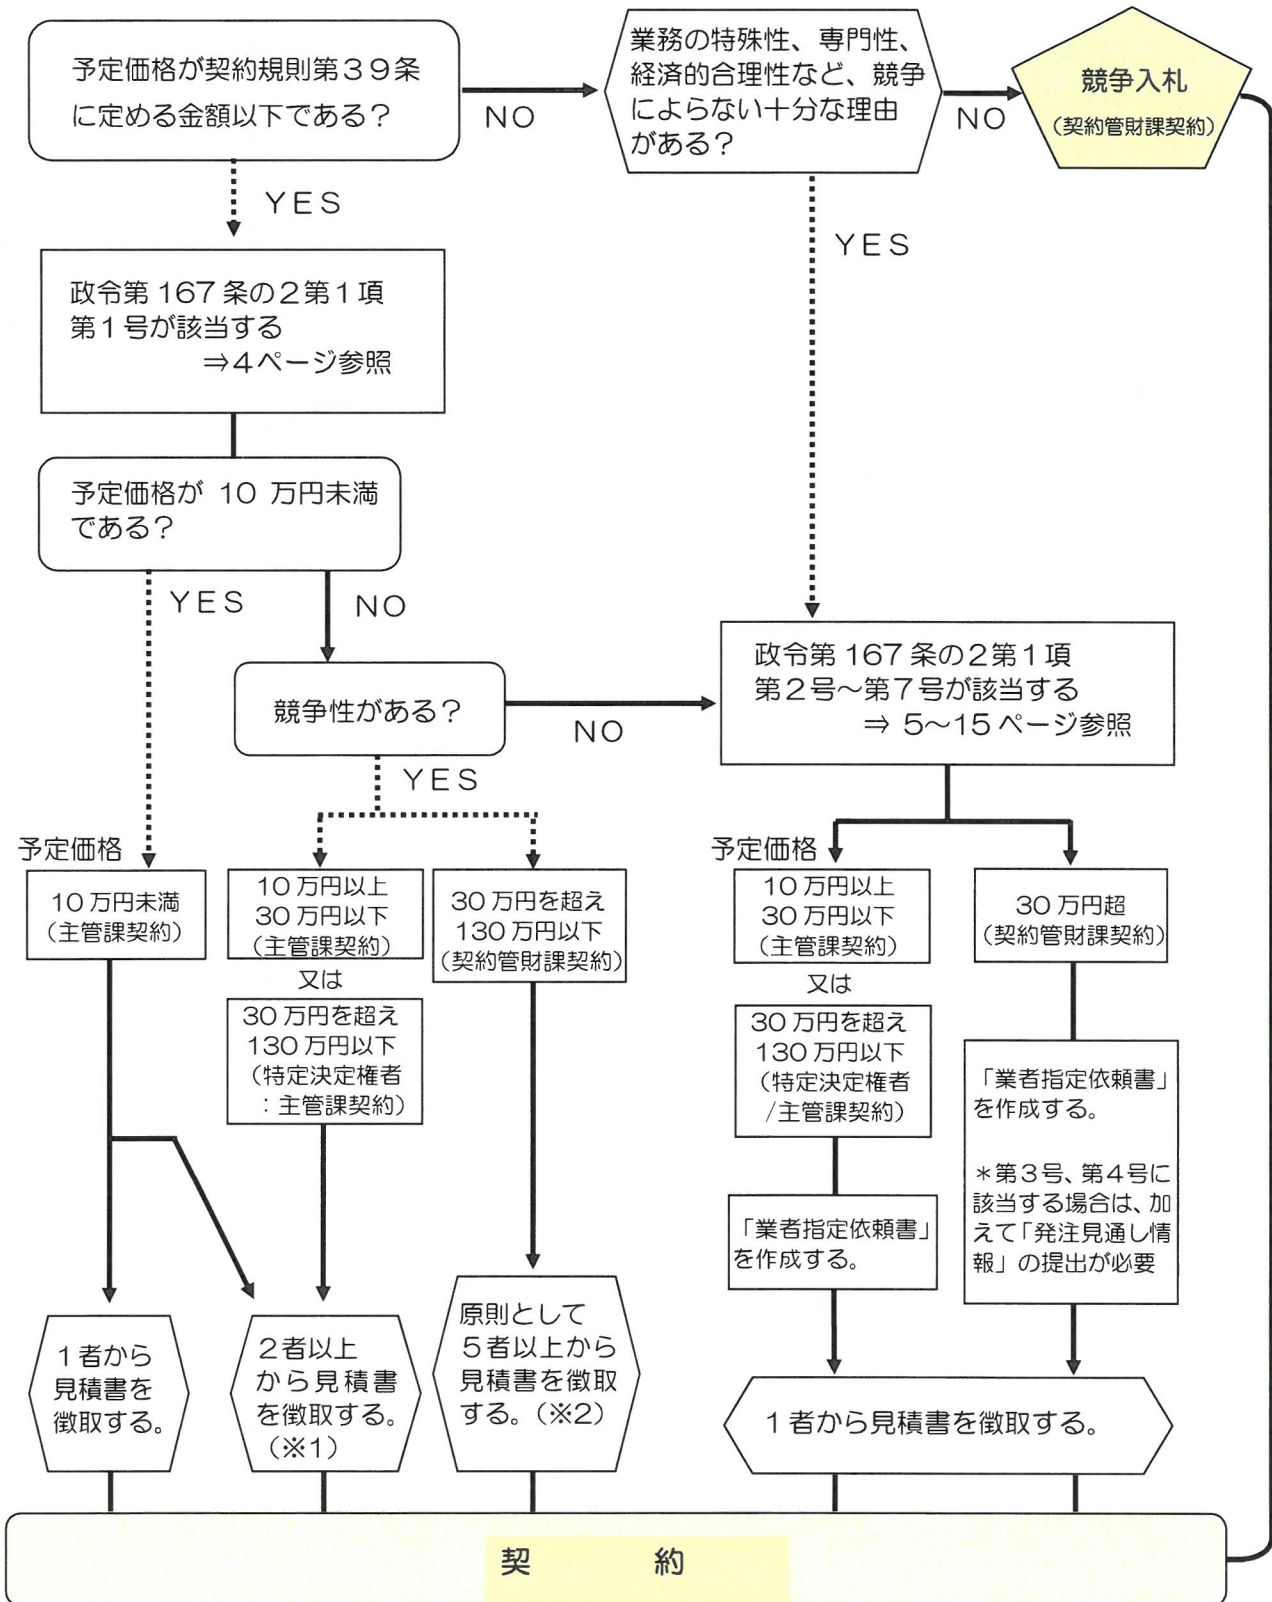 予定価格が契約規則第39条
に定める金額以下である?
NO
業務の特殊性、専門性、
経済的合理性など、競争
によらない十分な理由
がある?
NO
競争入札
(契約管財課契約)
YES
YES
政令第167条の2第1項
第1号が該当する
⇒4ページ参照
予定価格が 10 万円未満
である?
YES
NO
競争性がある?
NO
政令第167条の2第1項
第2号~第7号が該当する
⇒ 5~15ページ参照
YES
予定価格
10万円未満
(主管課契約)
10万円以上
30万円以下
(主管課契約)
又は
30万円を超え
130万円以下
(特定決定権者
:主管課契約)
30万円を超え
130万円以下
(契約管財課契約)
予定価格
10万円以上
30万円以下
(主管課契約)
又は
30万円を超え
130万円以下
(特定決定権者
/主管課契約)
30万円超
(契約管財課契約)
「業者指定依頼書」
を作成する。
「業者指定依頼書」
を作成する。
*第3号、第4号に
該当する場合は、加
えて「発注見通し情
報」の提出が必要
1者から
見積書を
徴取する。
2者以上
から見積書
を徴取する。
(※1)
原則として
5者以上から
見積書を徴取
する。(※2)
1者から見積書を徴取する。
契 約